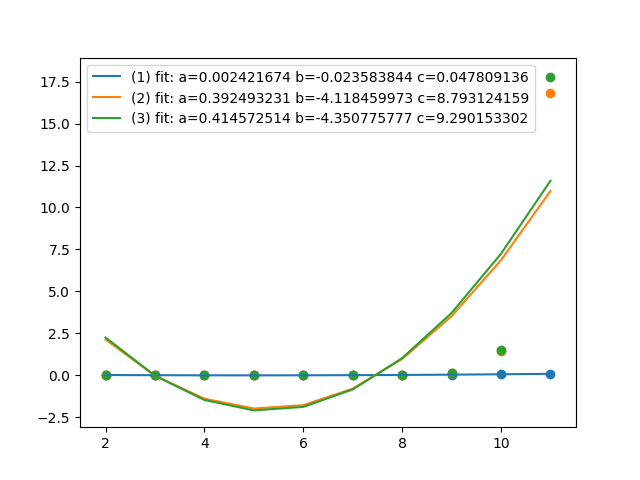 (1) fit: a=0.002421674 b=-0.023583844 c=0.047809136
(2) fit: a=0.392493231 b=-4.118459973 c=8.793124159
(3) fit: a=0.414572514 b=-4.350775777 c=9.290153302
17.5
15.0
12.5
10.0
7.5
5.0
2.5
0.0
−2.5
2 4 6 8 10